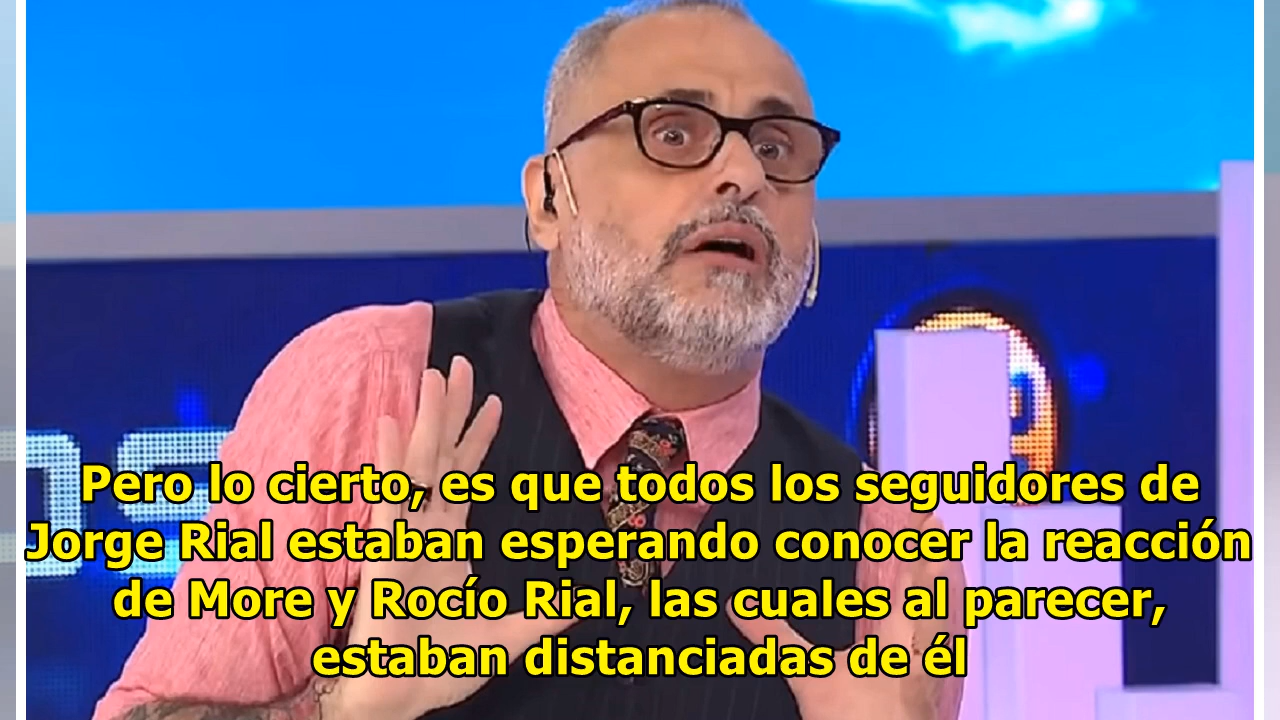 Pero lo cierto, es que todos los seguidores de
Jorge Rial estaban esperando conocer la reacción
de More y Rocío Rial, las cuales al parecer,
estaban distanciadas de él